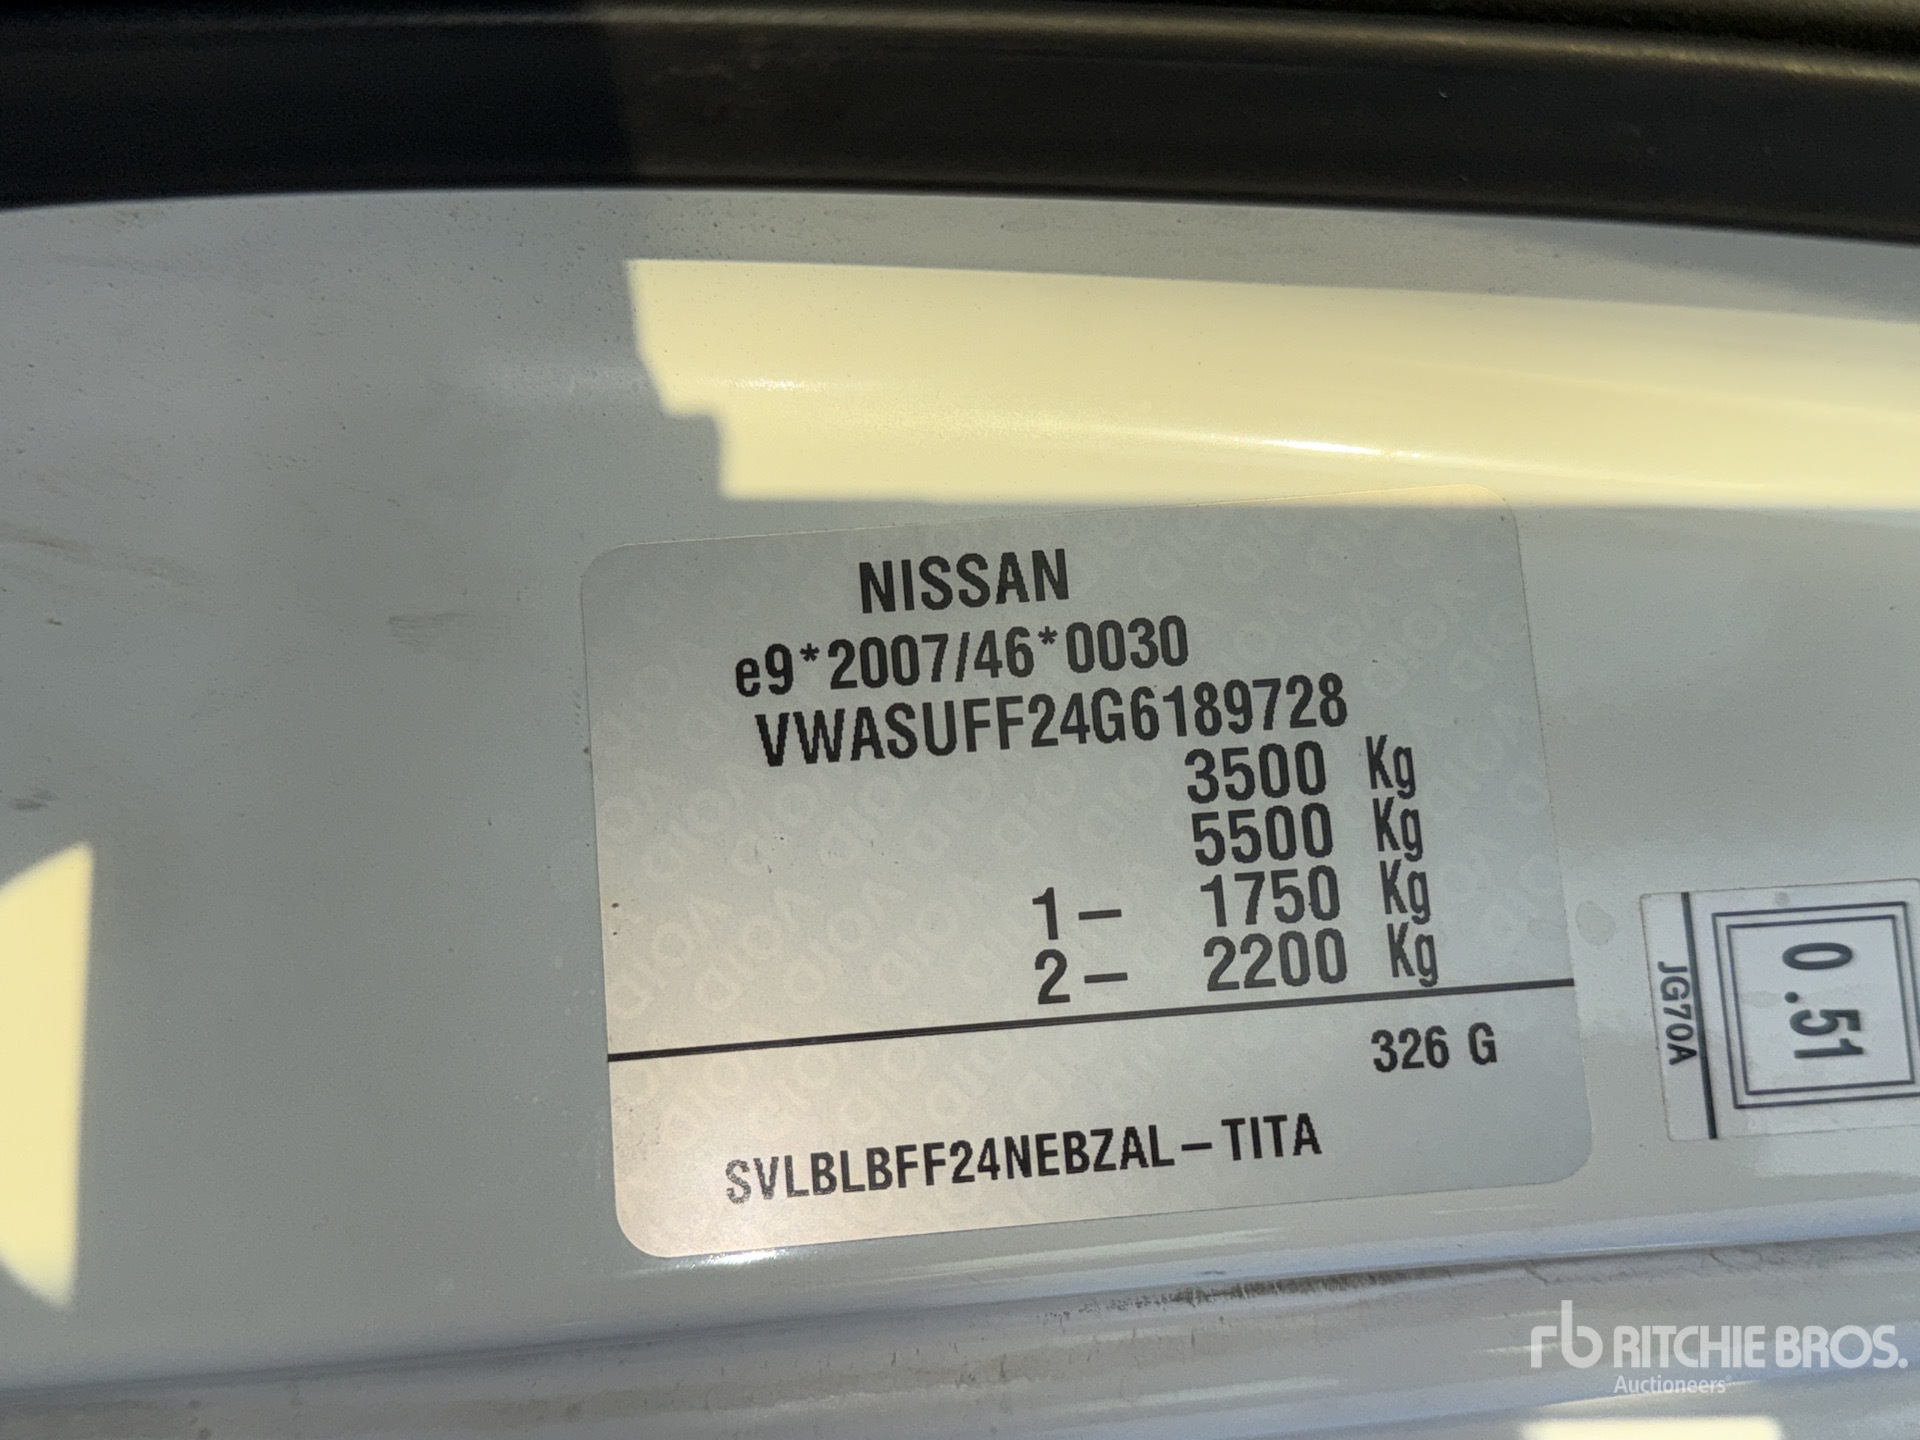 NISSAN
e9*2007/46*0030
VWASUFF24G6189728
3500 Kg
5500 Kg
1 – 1750 Kg
2 – 2200 Kg
326 G
SVLBLBFF24NEBZAL – TITA
0.51
JG70A
rb RITCHIE BROS.
Auctioneers